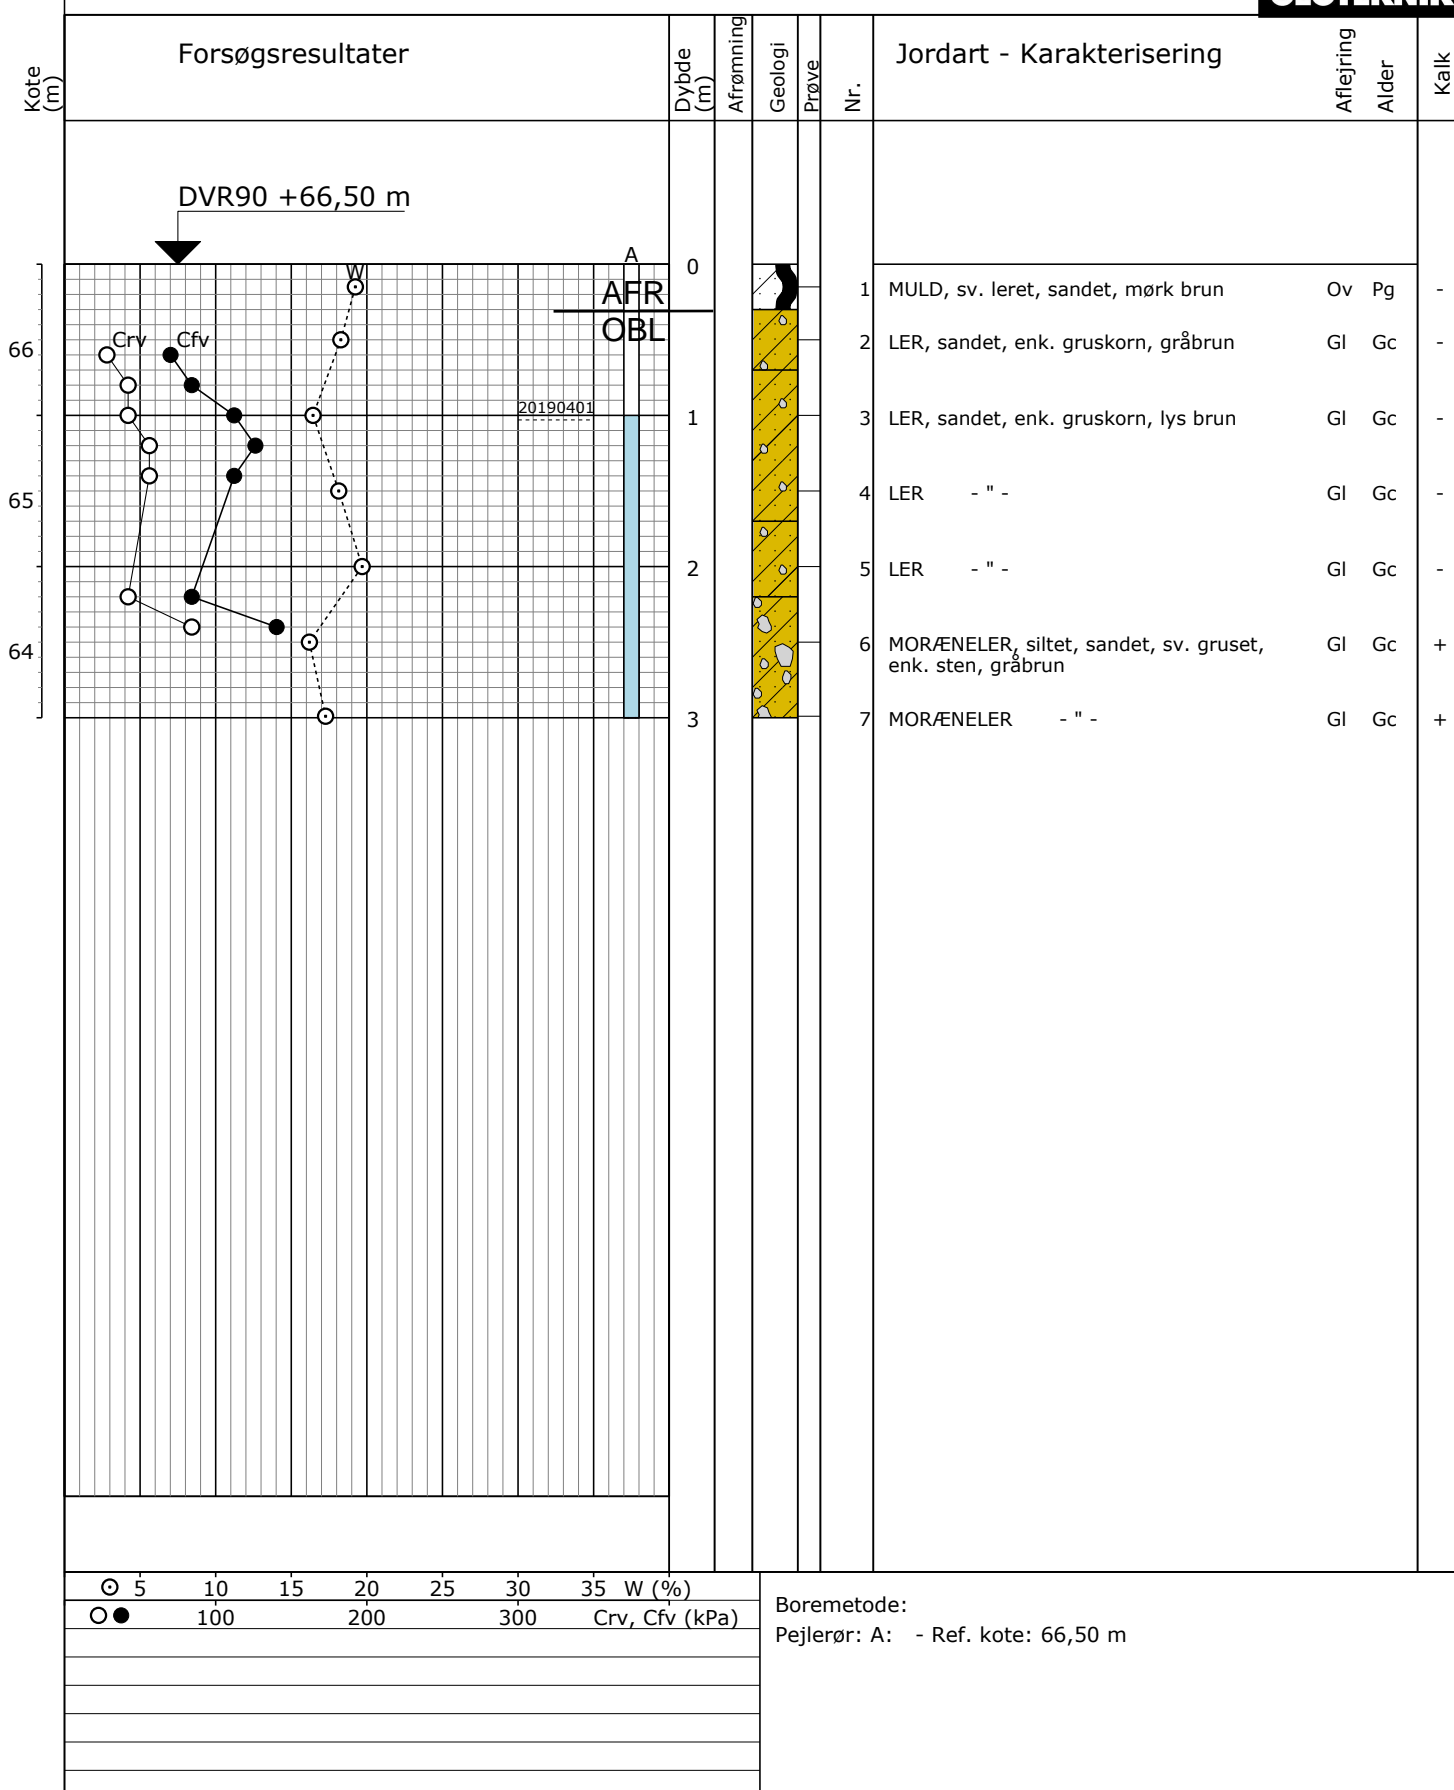 Kote (m)
Forsøgsresultater
Dybde (m)
Afrømning
Geologi
Prøve
Nr.
Jordart - Karakterisering
Aflejring
Alder
Kalk
DVR90 +66,50 m
A
W
0
AFR
OBL
1 MULD, sv. leret, sandet, mørk brun Ov Pg -
66
Crv
Cfv
2 LER, sandet, enk. gruskorn, gråbrun Gl Gc -
20190401
1
3 LER, sandet, enk. gruskorn, lys brun Gl Gc -
65
4 LER - " - Gl Gc -
2
5 LER - " - Gl Gc -
64
6 MORÆNELER, siltet, sandet, sv. gruset, Gl Gc +
enk. sten, gråbrun
3
7 MORÆNELER - " - Gl Gc +
5 10 15 20 25 30 35 W (%)
100 200 300 Crv, Cfv (kPa)
Boremetode:
Pejlerør: A: - Ref. kote: 66,50 m